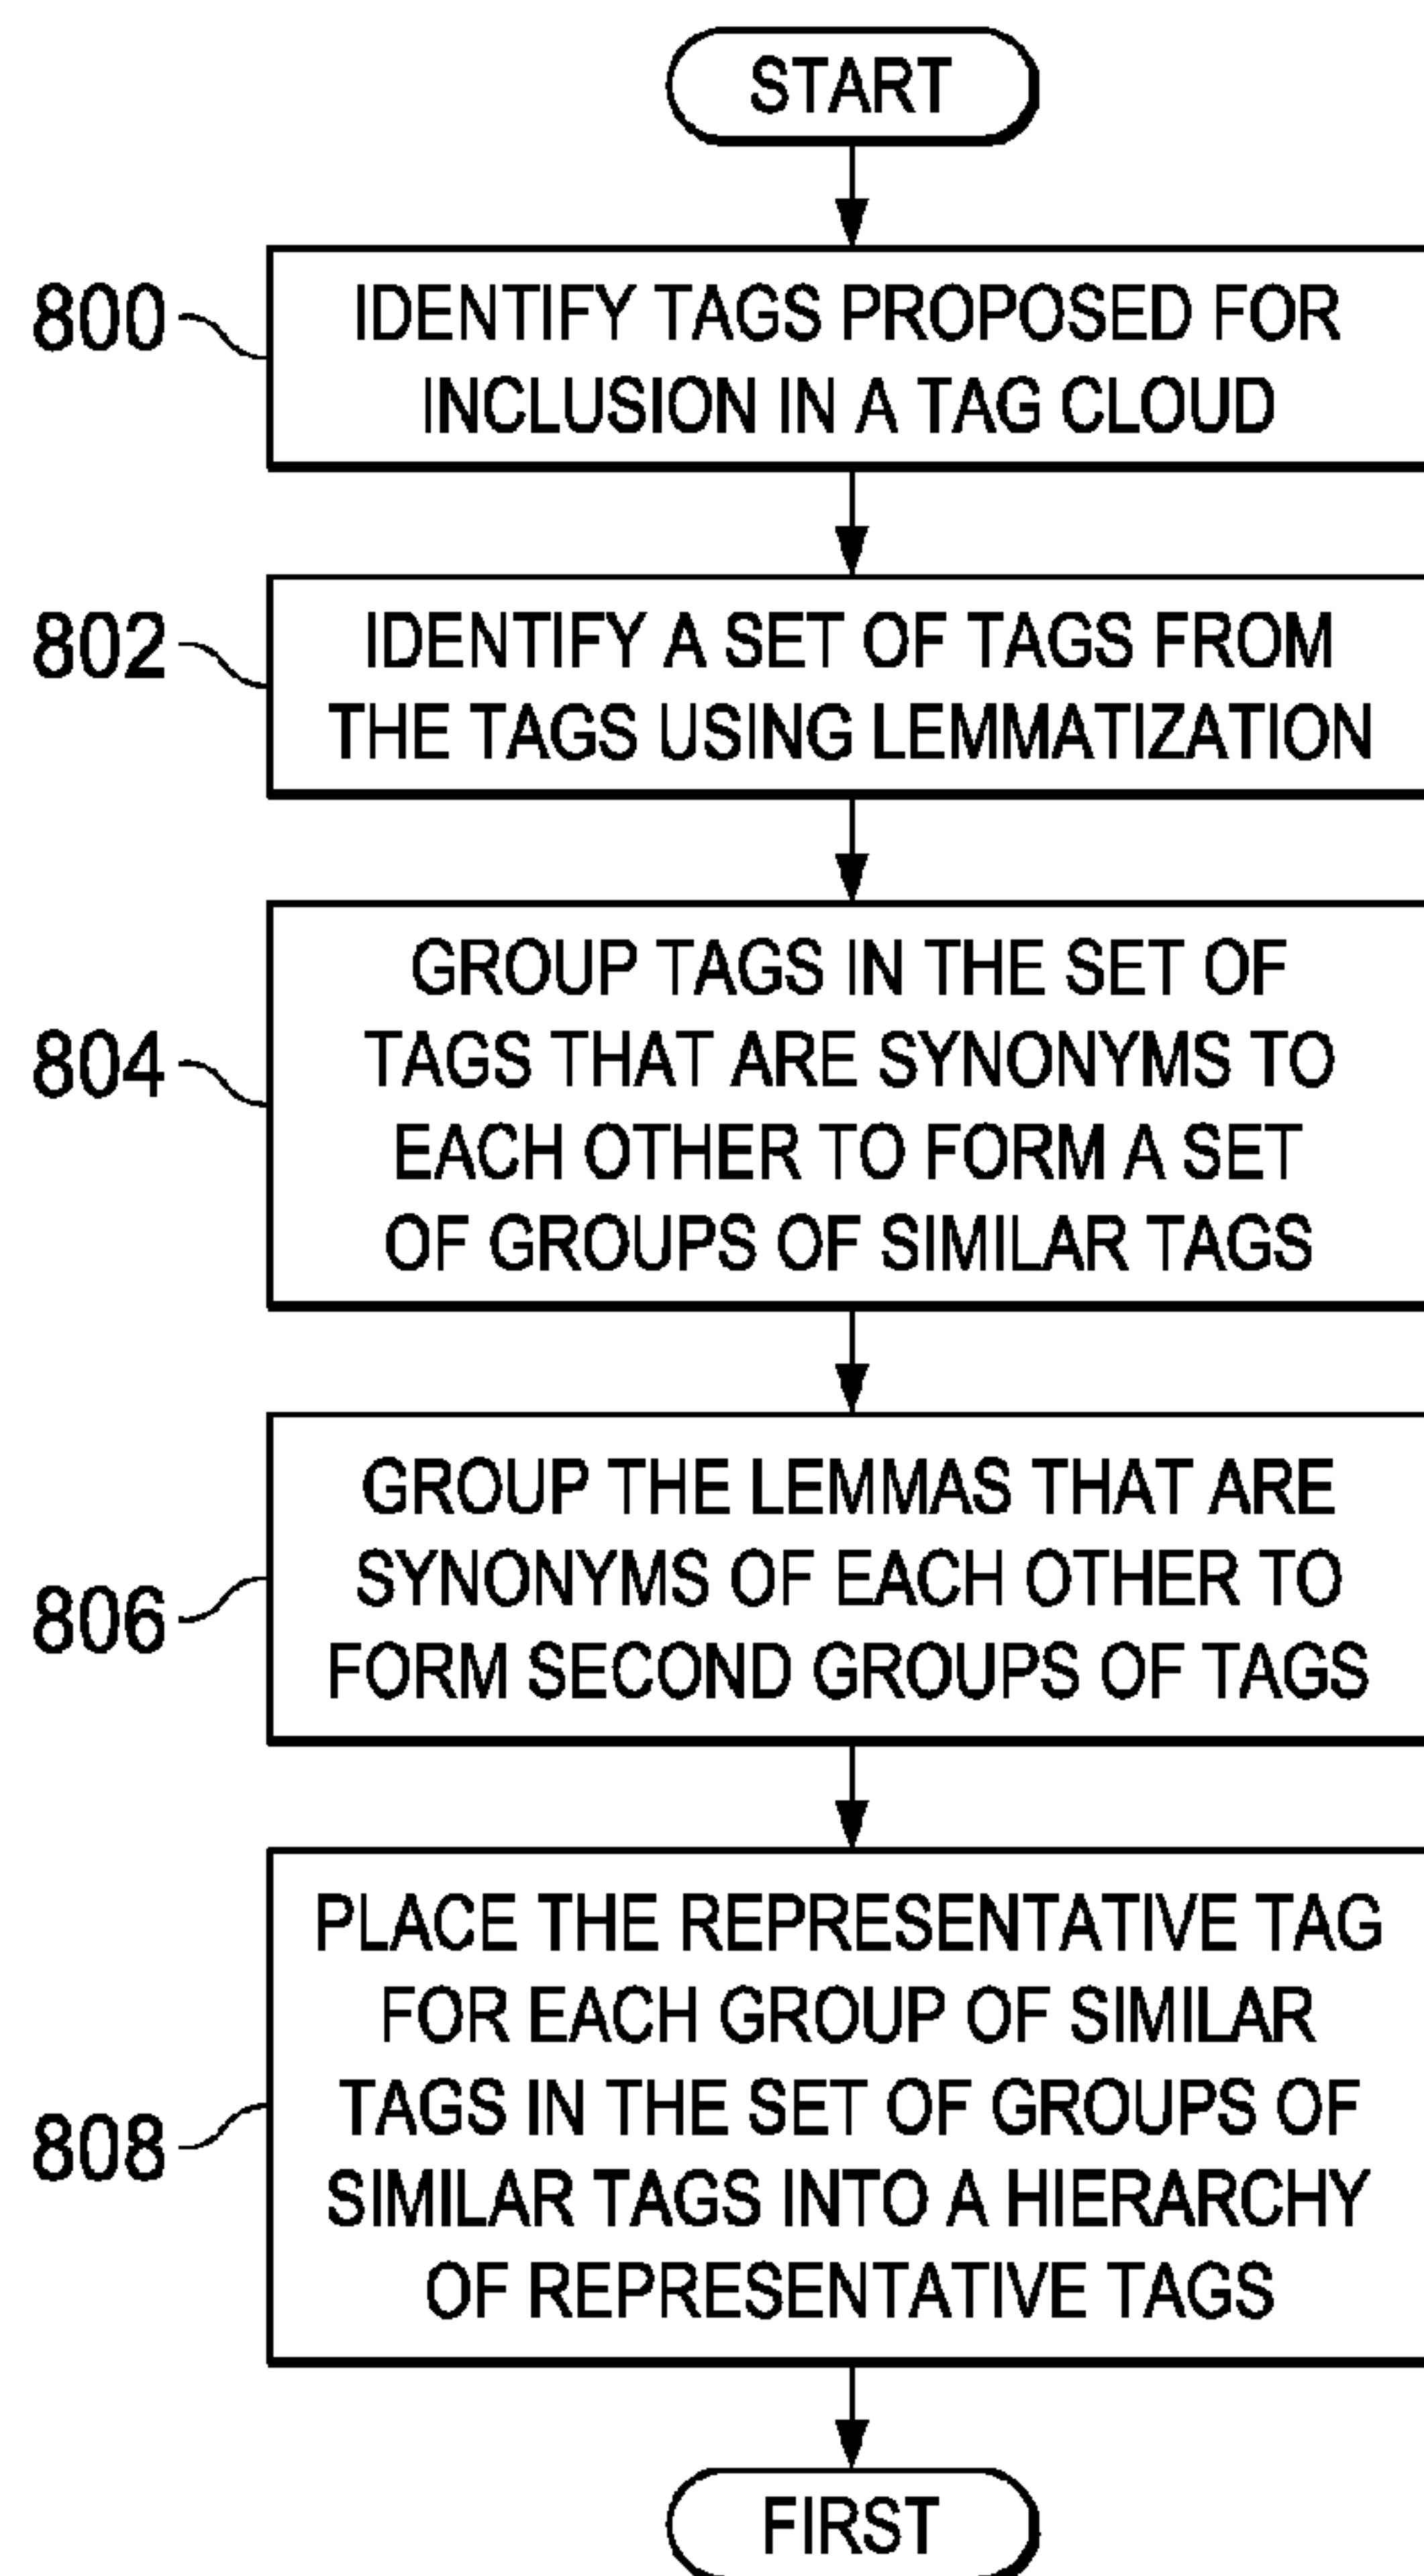 START
800
IDENTIFY TAGS PROPOSED FOR
INCLUSION IN A TAG CLOUD
802
IDENTIFY A SET OF TAGS FROM
THE TAGS USING LEMMATIZATION
804
GROUP TAGS IN THE SET OF
TAGS THAT ARE SYNONYMS TO
EACH OTHER TO FORM A SET
OF GROUPS OF SIMILAR TAGS
806
GROUP THE LEMMAS THAT ARE
SYNONYMS OF EACH OTHER TO
FORM SECOND GROUPS OF TAGS
808
PLACE THE REPRESENTATIVE TAG
FOR EACH GROUP OF SIMILAR
TAGS IN THE SET OF GROUPS OF
SIMILAR TAGS INTO A HIERARCHY
OF REPRESENTATIVE TAGS
FIRST